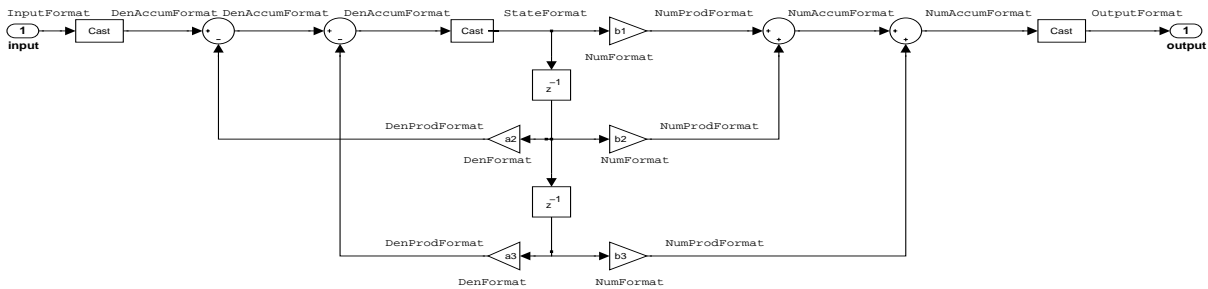 InputFormat DenAccumFormat DenAccumFormat DenAccumFormat StateFormat NumProdFormat NumAccumFormat NumAccumFormat OutputFormat
1 Cast + − + − Cast b1 + + + + Cast 1
input NumFormat output
z−1
DenProdFormat NumProdFormat
a2 b2
DenFormat NumFormat
z−1
DenProdFormat NumProdFormat
a3 b3
DenFormat NumFormat